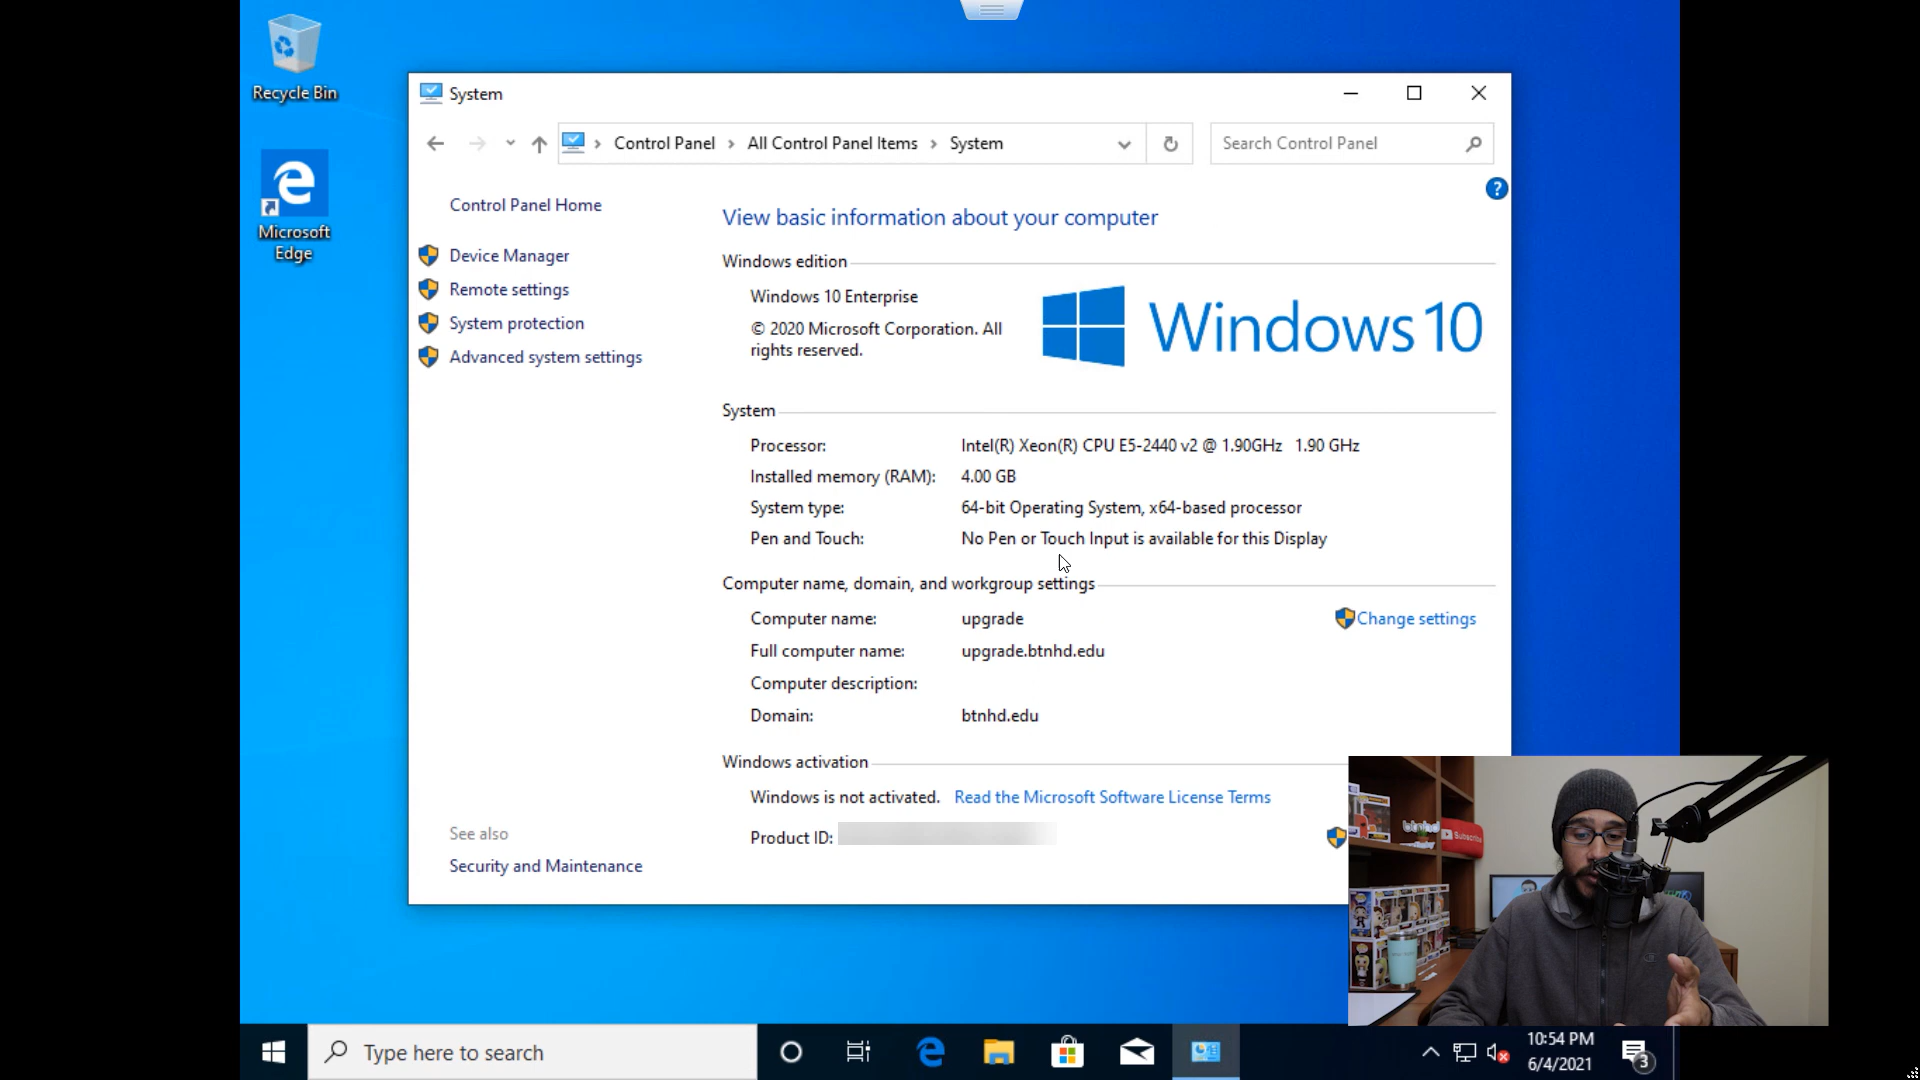 Recycle Bin
Microsoft
Edge
System
Control Panel
All Control Panel Items
System
Search Control Panel
?
Control Panel Home
Device Manager
Remote settings
System protection
Advanced system settings
View basic information about your computer
Windows edition
Windows 10 Enterprise
© 2020 Microsoft Corporation. All
rights reserved.
Windows 10
System
Processor: Intel(R) Xeon(R) CPU E5-2440 v2 @ 1.90GHz 1.90 GHz
Installed memory (RAM): 4.00 GB
System type: 64-bit Operating System, x64-based processor
Pen and Touch: No Pen or Touch Input is available for this Display
Computer name, domain, and workgroup settings
Computer name: upgrade
Change settings
Full computer name: upgrade.btnhd.edu
Computer description:
Domain: btnhd.edu
Windows activation
Windows is not activated. Read the Microsoft Software License Terms
Product ID:
See also
Security and Maintenance
btnhd
Subscribe
Type here to search
10:54 PM
6/4/2021
3